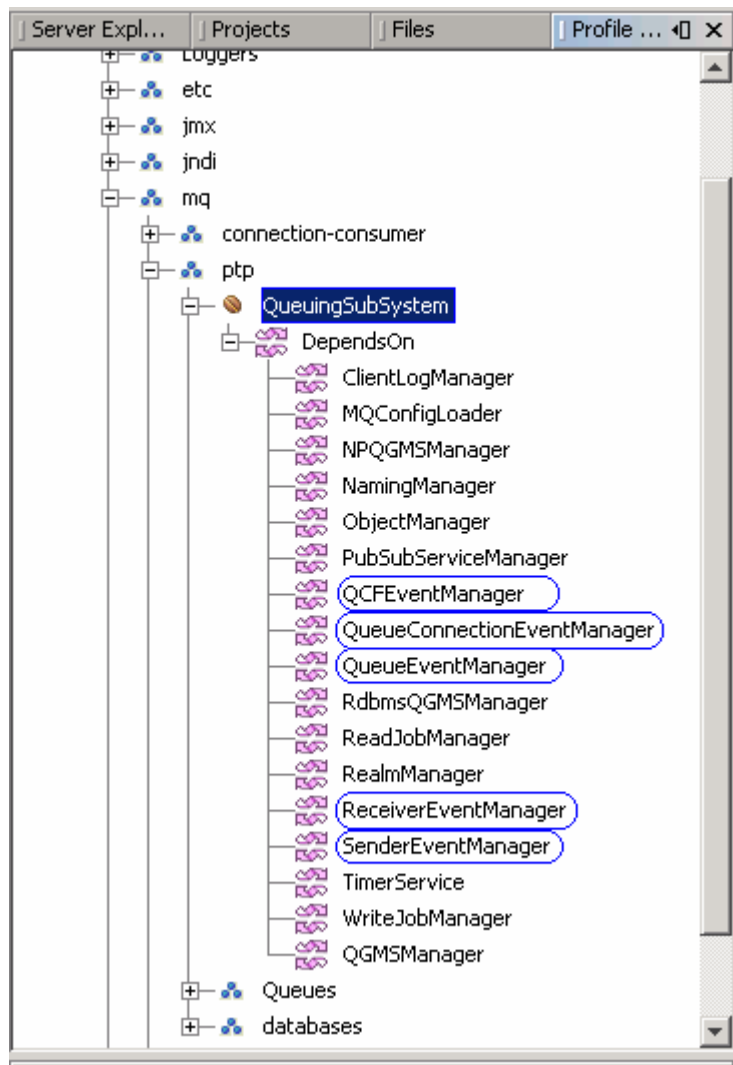 Server Expl... Projects Files Profile ...
Loggers
etc
jmx
jndi
mq
connection-consumer
ptp
QueuingSubSystem
DependsOn
ClientLogManager
MQConfigLoader
NPQGMSManager
NamingManager
ObjectManager
PubSubServiceManager
QCFEventManager
QueueConnectionEventManager
QueueEventManager
RdbmsQGMSManager
ReadJobManager
RealmManager
ReceiverEventManager
SenderEventManager
TimerService
WriteJobManager
QGMSManager
Queues
databases